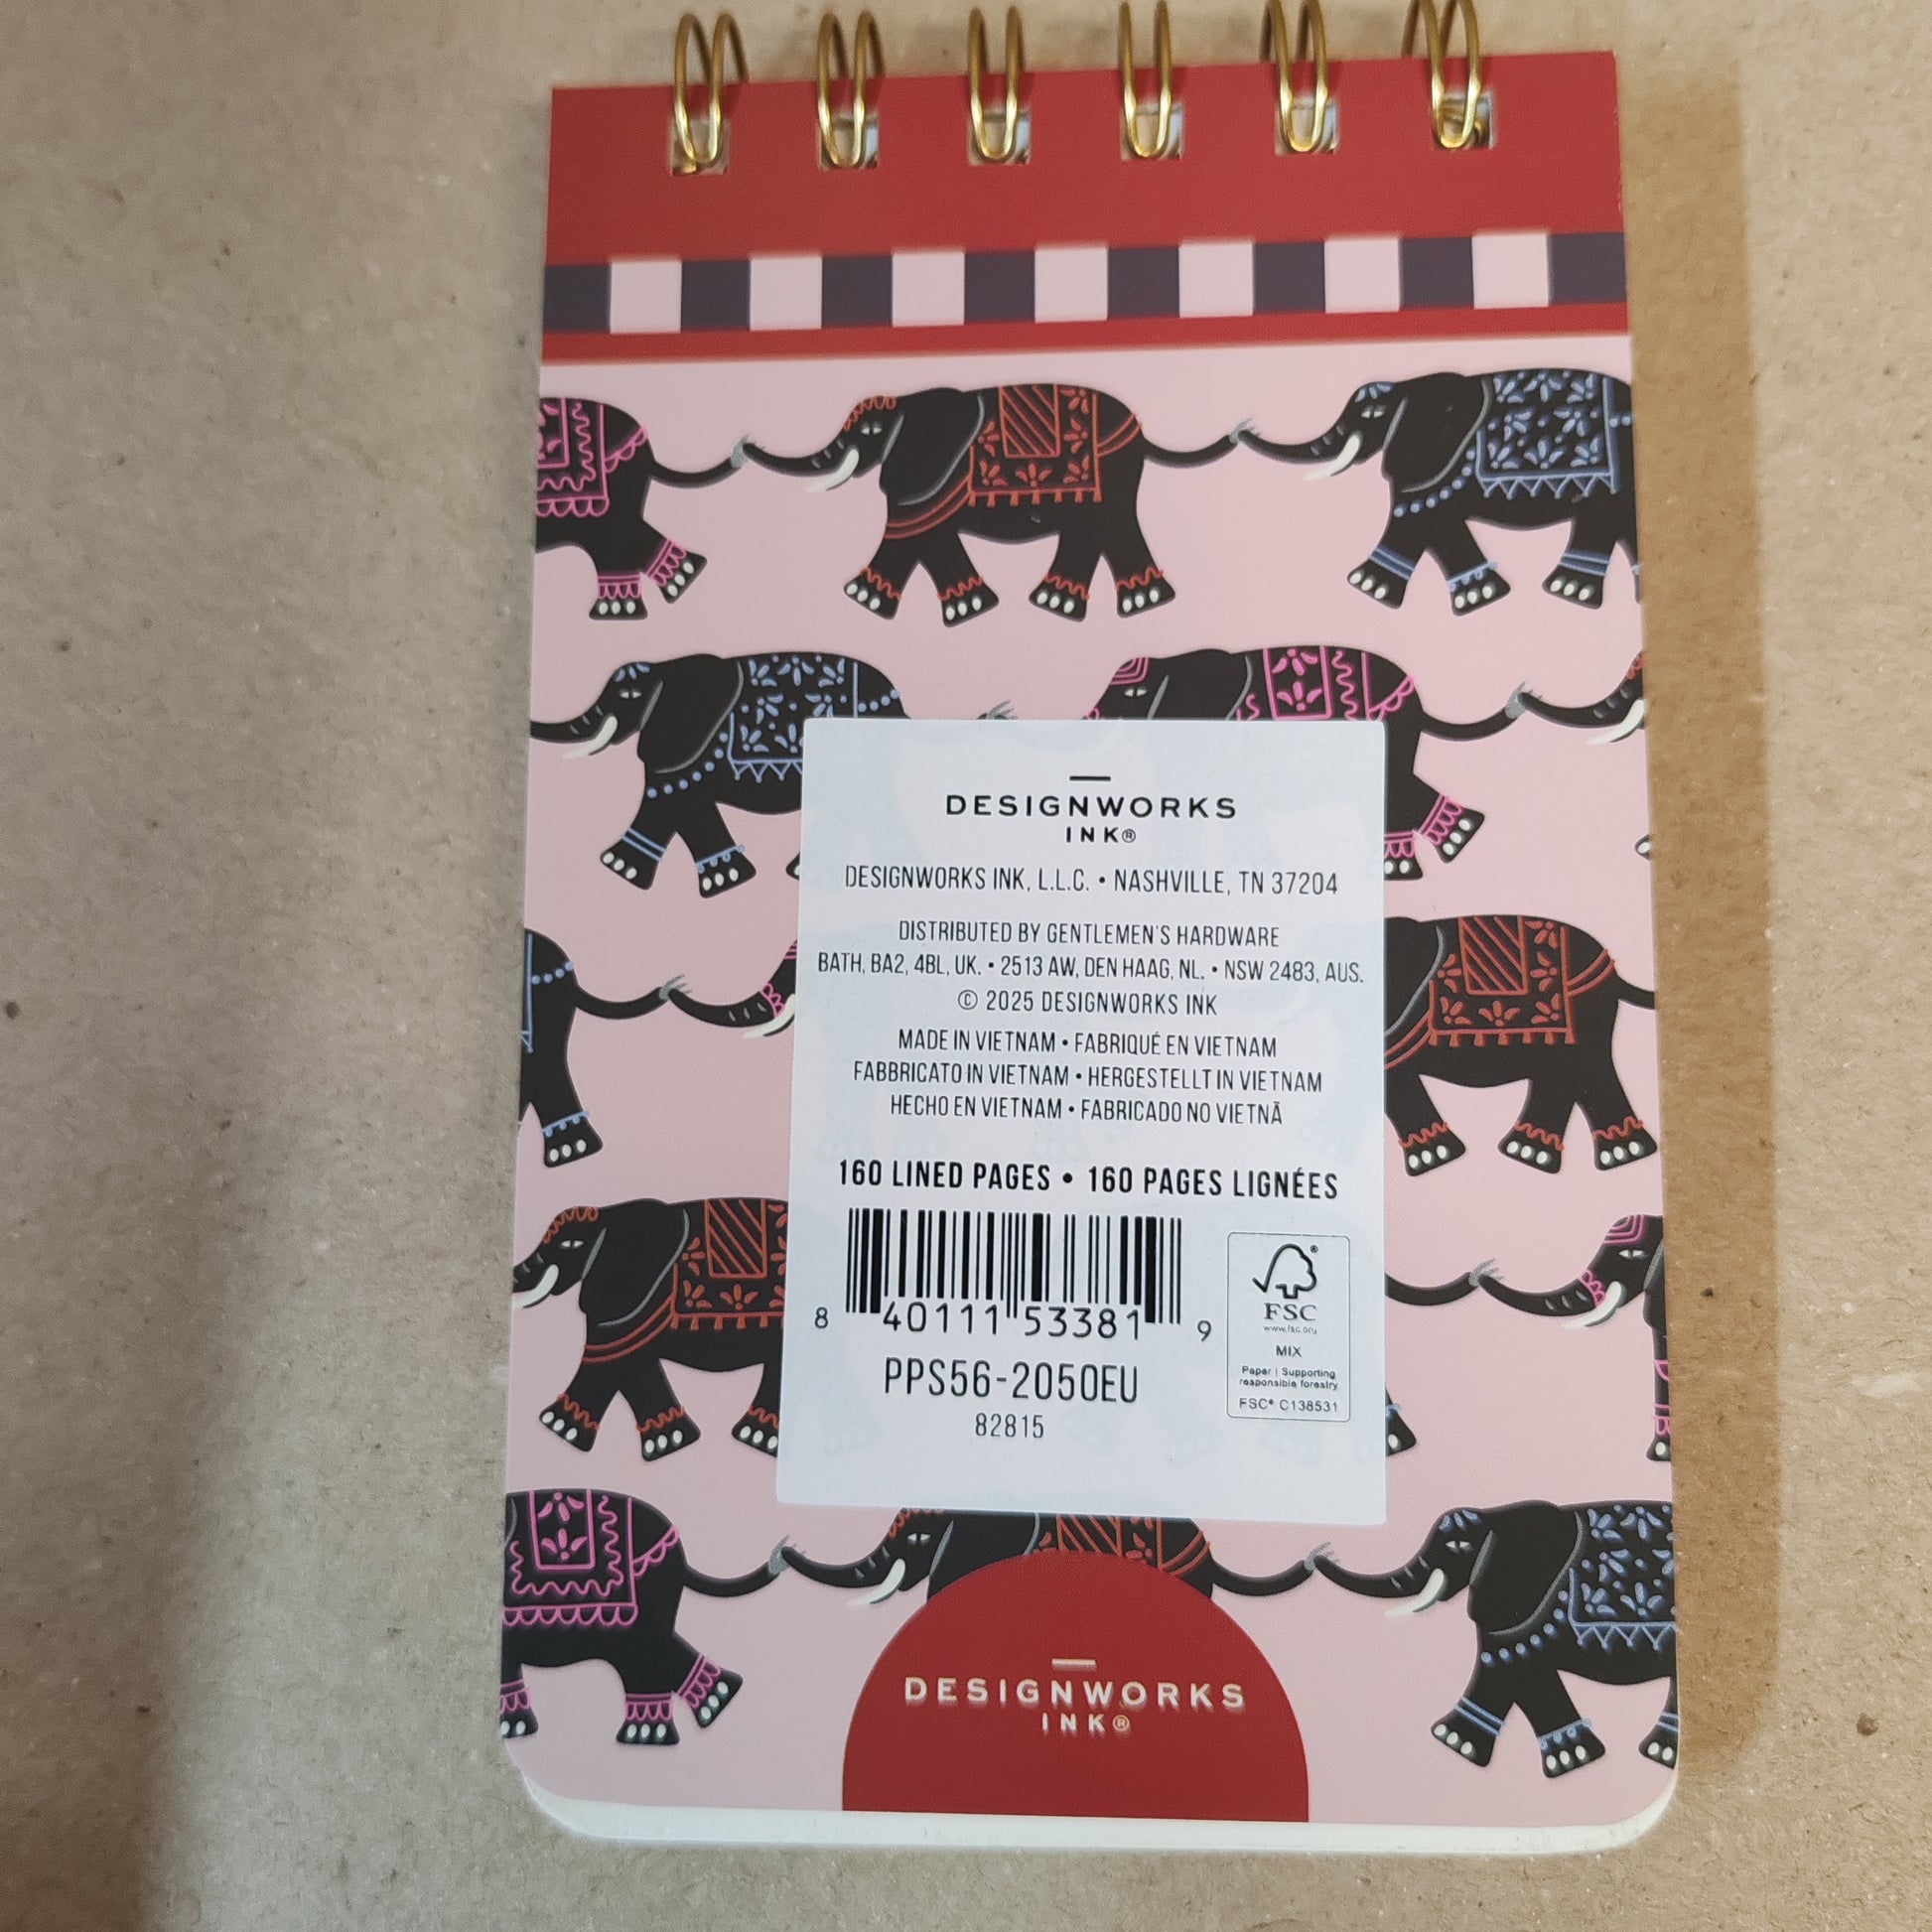 DESIGNWORKS
INK®
DESIGNWORKS INK, L.L.C. • NASHVILLE, TN 37204
DISTRIBUTED BY GENTLEMEN'S HARDWARE
BATH, BA2, 4BL, UK. • 2513 AW, DEN HAAG, NL. • NSW 2483, AUS.
© 2025 DESIGNWORKS INK
MADE IN VIETNAM • FABRIQUÉ EN VIETNAM
FABBRICATO IN VIETNAM • HERGESTELLT IN VIETNAM
HECHO EN VIETNAM • FABRICADO NO VIETNÃ
160 LINED PAGES • 160 PAGES LIGNÉES
8 40111 53381 9
PPS56-2050EU
82815
FSC®
www.fsc.org
MIX
Paper | Supporting
responsible forestry
FSC® C138531
DESIGNWORKS
INK®